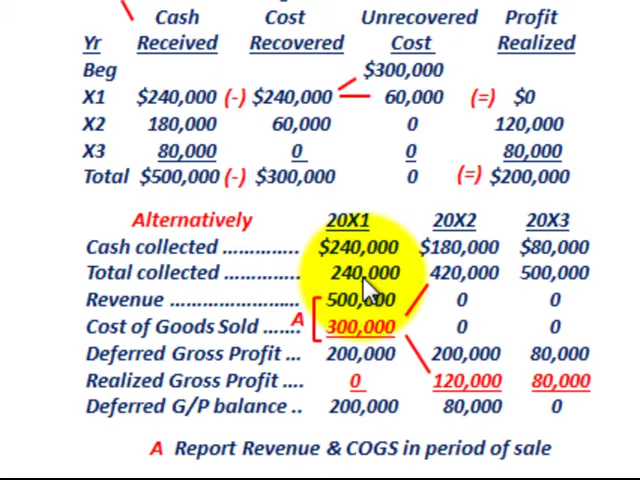 Cash Cost Unrecovered Profit
Yr Received Recovered Cost Realized
Beg $300,000
X1 $240,000 (-) $240,000 60,000 (=) $0
X2 180,000 60,000 0 120,000
X3 80,000 0 0 80,000
Total $500,000 (-) $300,000 0 (=) $200,000
Alternatively 20X1 20X2 20X3
Cash collected .............. $240,000 $180,000 $80,000
Total collected .............. 240,000 420,000 500,000
Revenue ........................ 500,000 0 0
Cost of Goods Sold ....... A 300,000 0 0
Deferred Gross Profit ... 200,000 200,000 80,000
Realized Gross Profit .... 0 120,000 80,000
Deferred G/P balance .. 200,000 80,000 0
A Report Revenue & COGS in period of sale